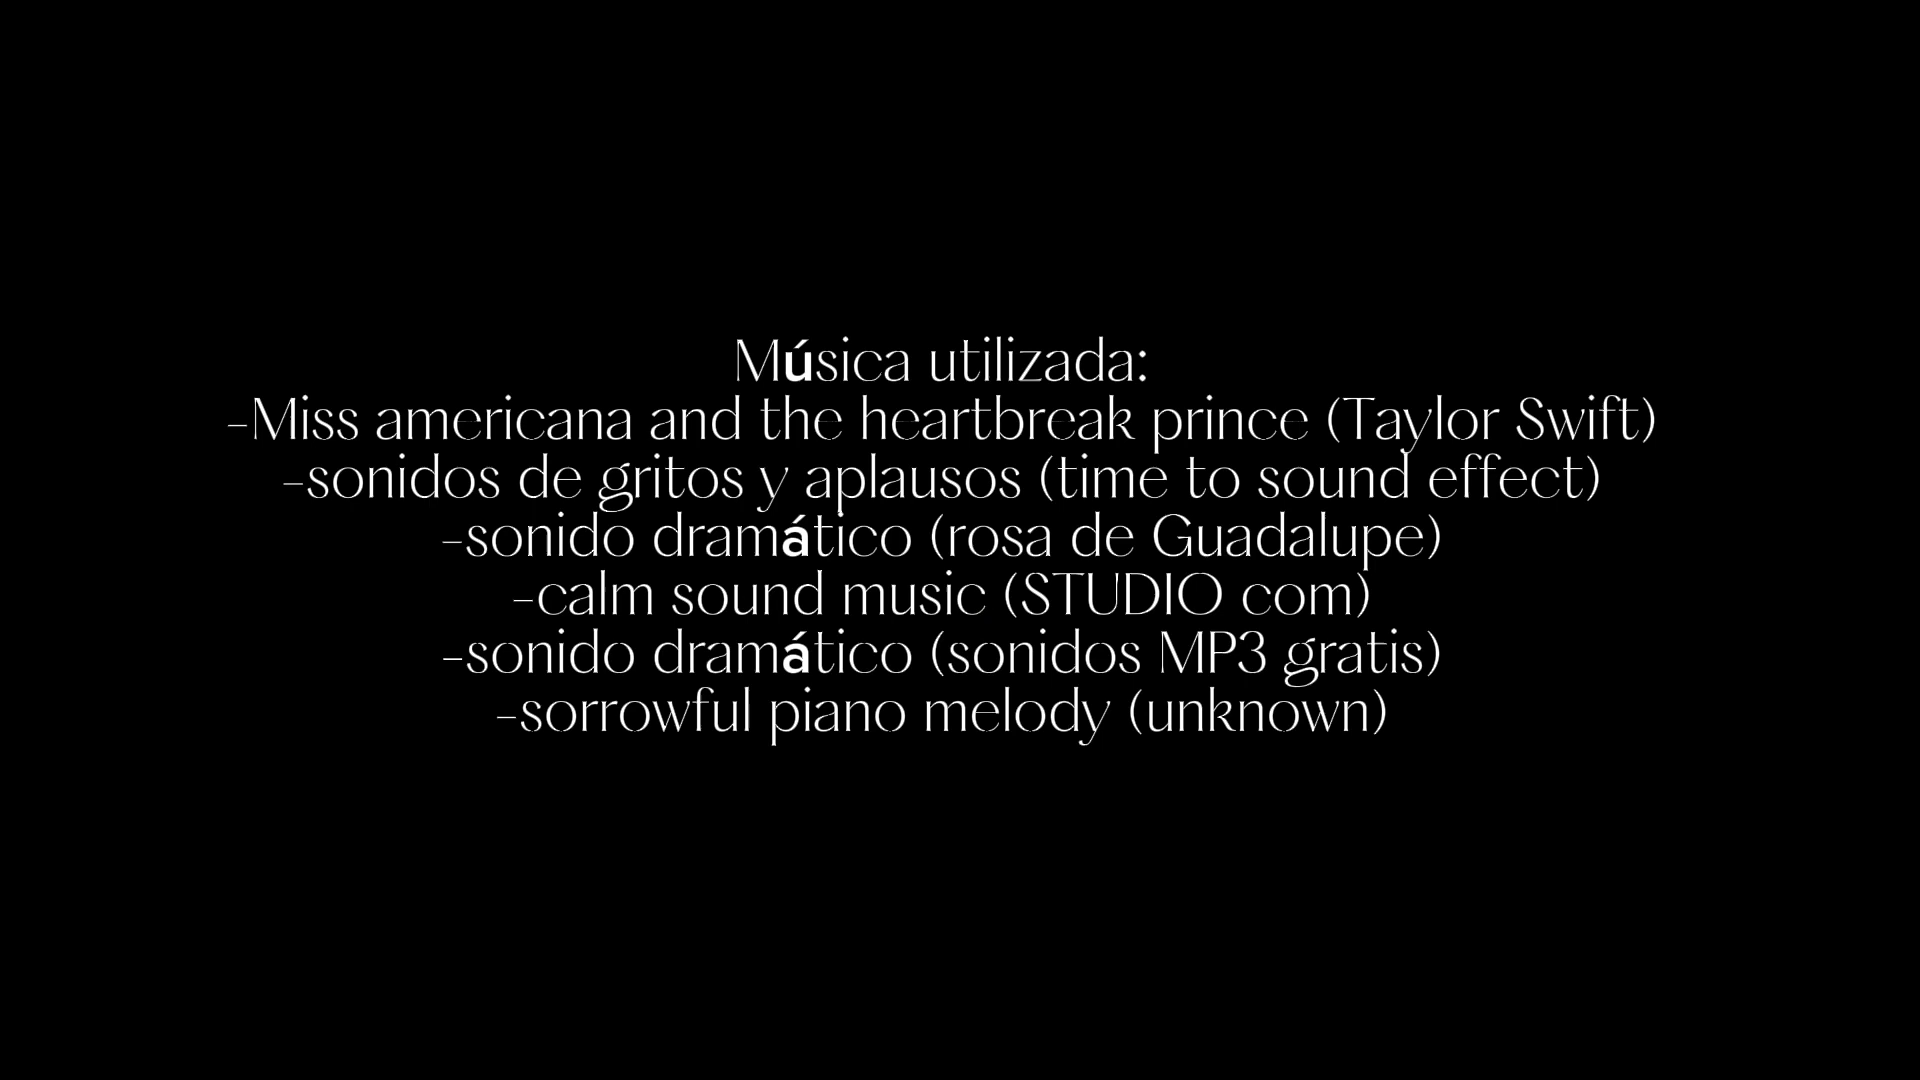 Música utilizada:
-Miss americana and the heartbreak prince (Taylor Swift)
-sonidos de gritos y aplausos (time to sound effect)
-sonido dramático (rosa de Guadalupe)
-calm sound music (STUDIO com)
-sonido dramático (sonidos MP3 gratis)
-sorrowful piano melody (unknown)